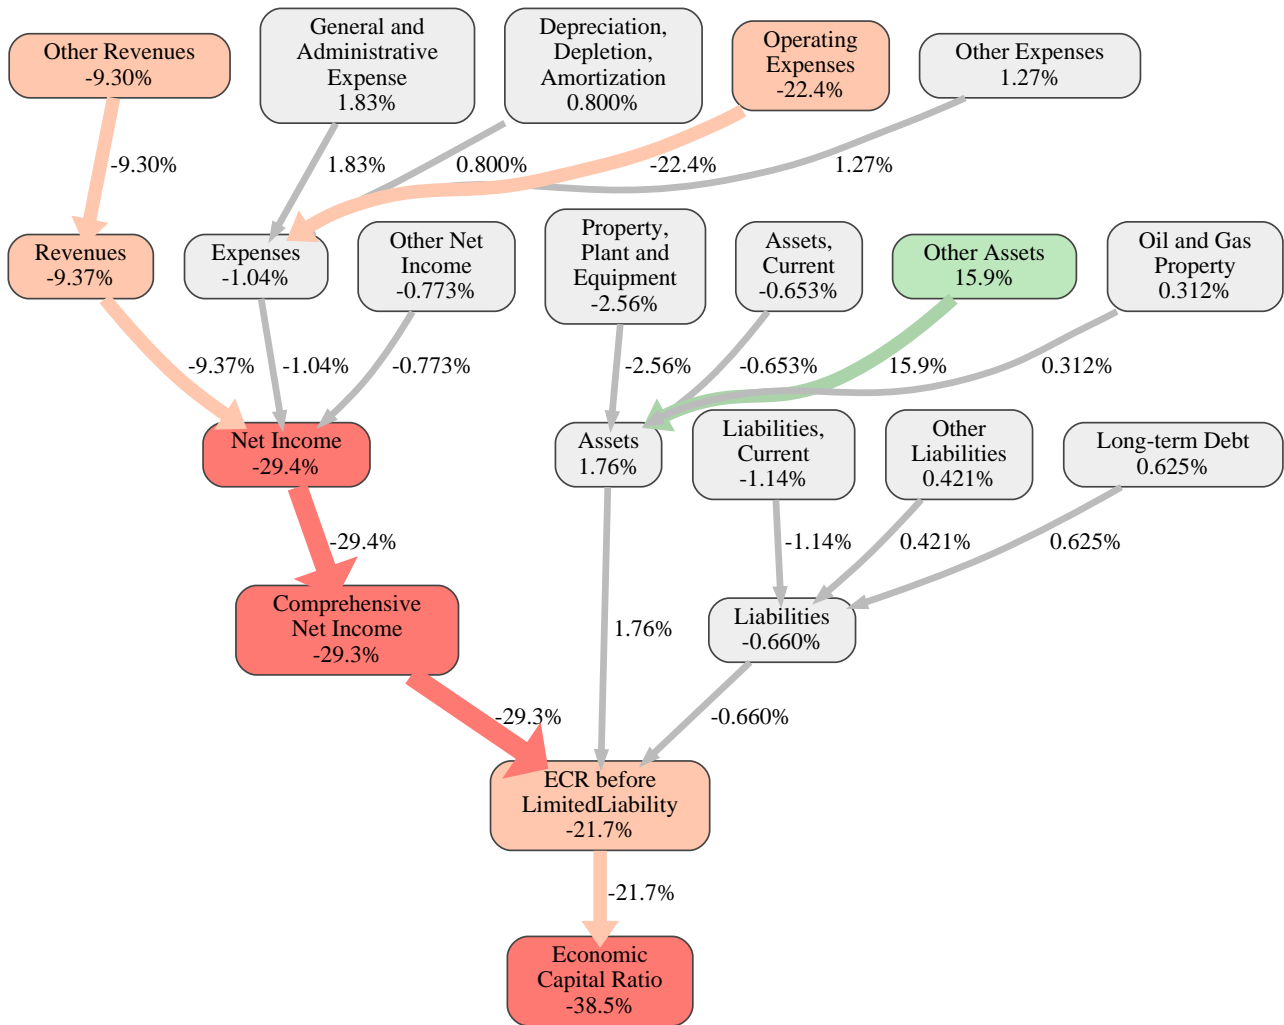 Other Revenues
-9.30%
General and
Administrative
Expense
1.83%
Depreciation,
Depletion,
Amortization
0.800%
Operating
Expenses
-22.4%
Other Expenses
1.27%
-9.30%
1.83%
0.800%
-22.4%
1.27%
Revenues
-9.37%
Expenses
-1.04%
Other Net
Income
-0.773%
Property,
Plant and
Equipment
-2.56%
Assets,
Current
-0.653%
Other Assets
15.9%
Oil and Gas
Property
0.312%
-9.37%
-1.04%
-0.773%
-2.56%
-0.653%
15.9%
0.312%
Net Income
-29.4%
Assets
1.76%
Liabilities,
Current
-1.14%
Other
Liabilities
0.421%
Long-term Debt
0.625%
-29.4%
-1.14%
0.421%
0.625%
Comprehensive
Net Income
-29.3%
1.76%
Liabilities
-0.660%
-29.3%
-0.660%
ECR before
LimitedLiability
-21.7%
-21.7%
Economic
Capital Ratio
-38.5%